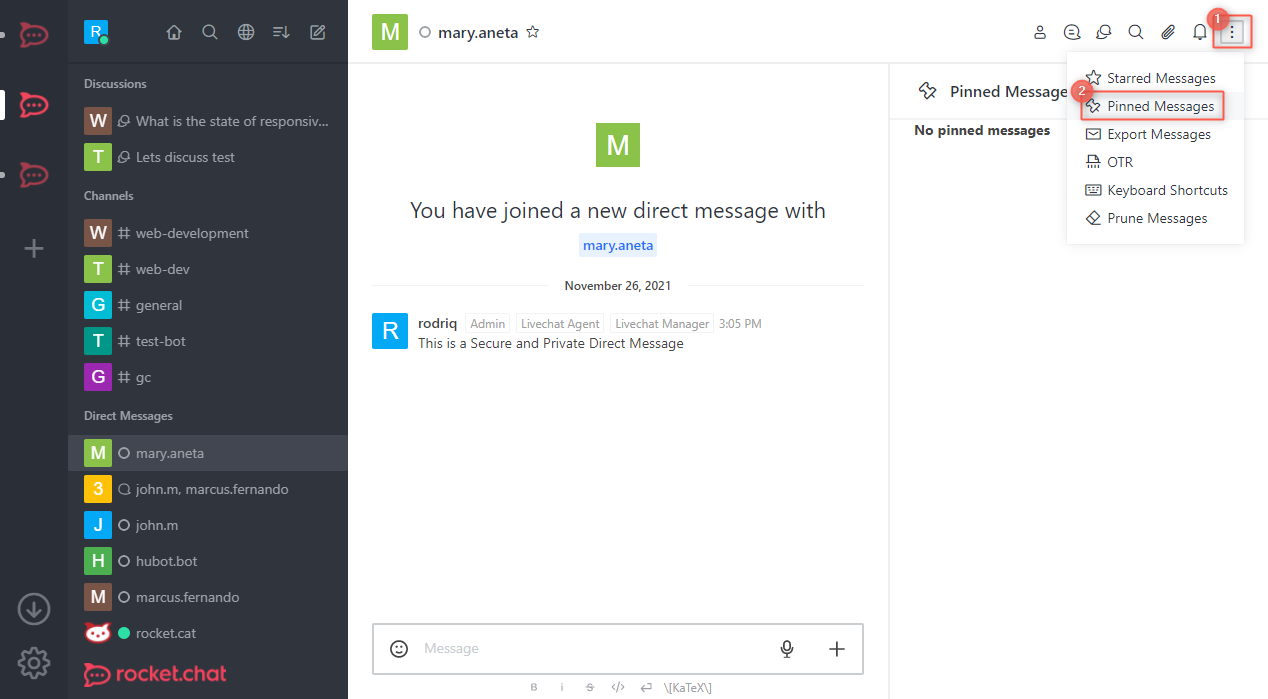 R
Discussions
W What is the state of responsiv...
T Lets discuss test
Channels
W web-development
T web-dev
G general
T test-bot
G gc
Direct Messages
M mary.aneta
3 john.m, marcus.fernando
J john.m
H hubot.bot
M marcus.fernando
rocket.cat
rocket.chat
M mary.aneta
1
M
You have joined a new direct message with
mary.aneta
November 26, 2021
R rodriq Admin Livechat Agent Livechat Manager 3:05 PM
This is a Secure and Private Direct Message
Message
B i S </> \[KaTeX\]
Pinned Message
No pinned messages
Starred Messages
2 Pinned Messages
Export Messages
OTR
Keyboard Shortcuts
Prune Messages